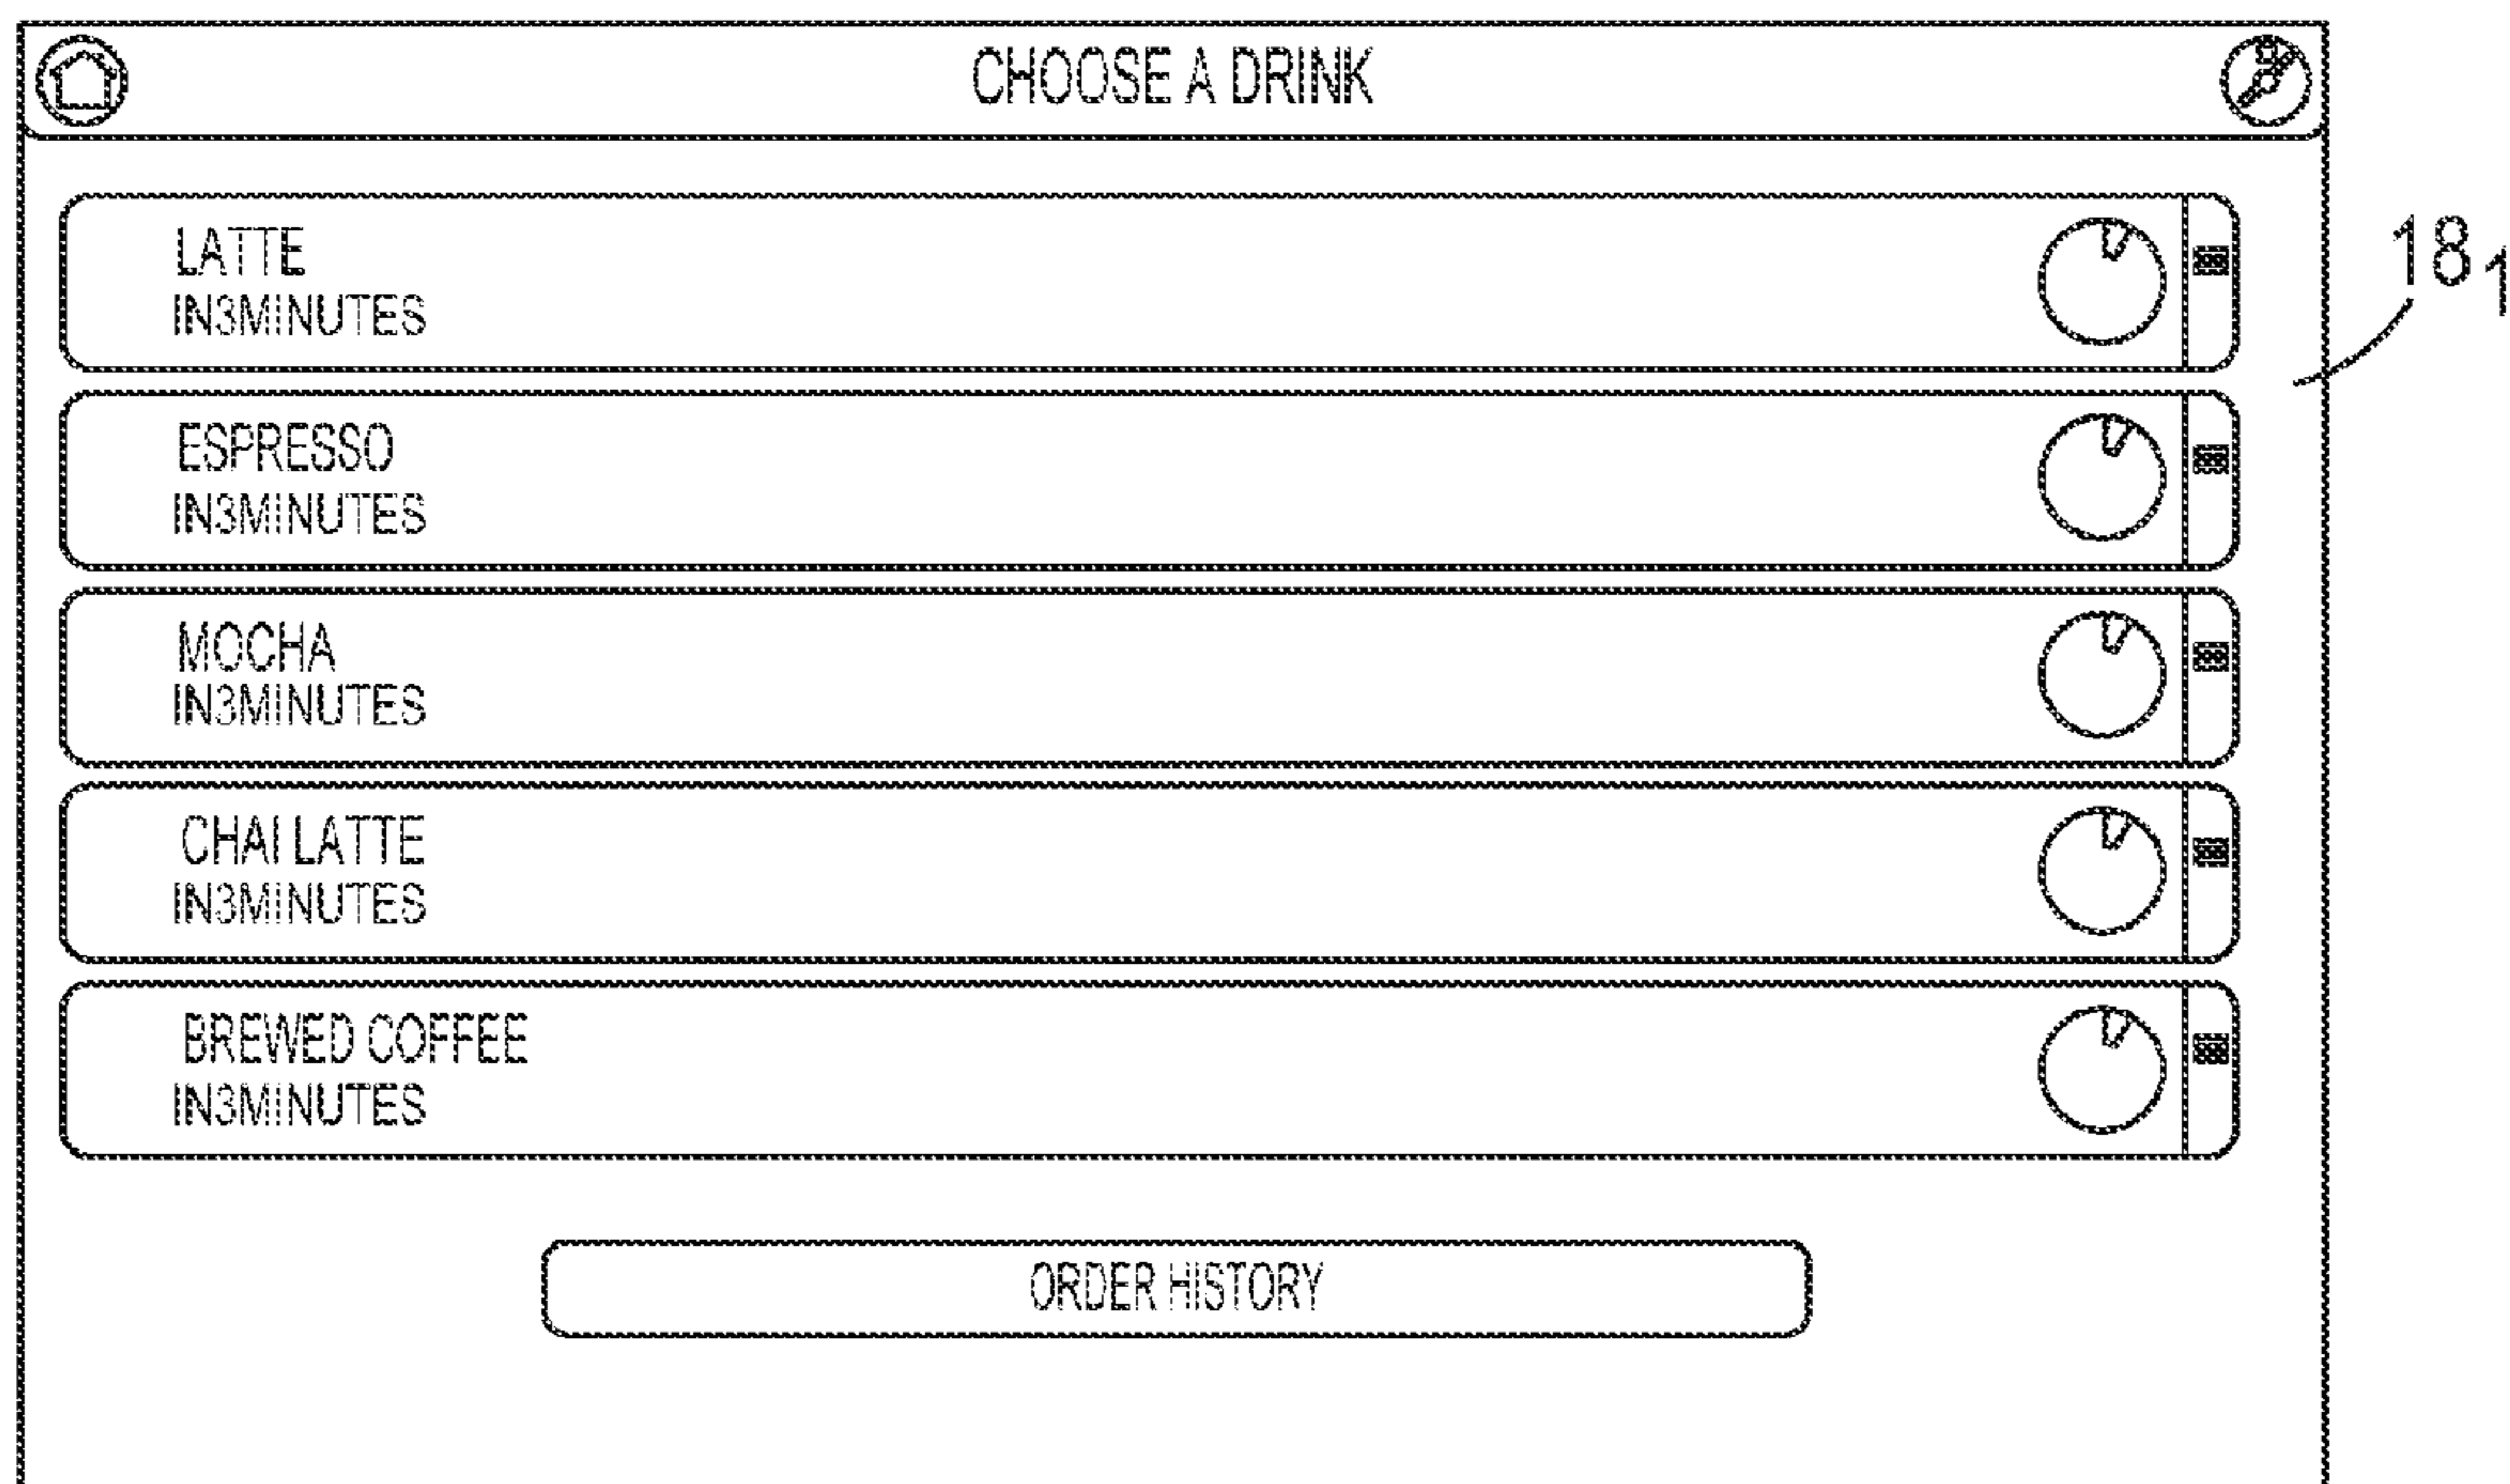 CHOOSE A DRINK
LATTE
IN3MINUTES
18 1
ESPRESSO
IN3MINUTES
MOCHA
IN3MINUTES
CHAI LATTE
IN3MINUTES
BREWED COFFEE
IN3MINUTES
ORDER HISTORY